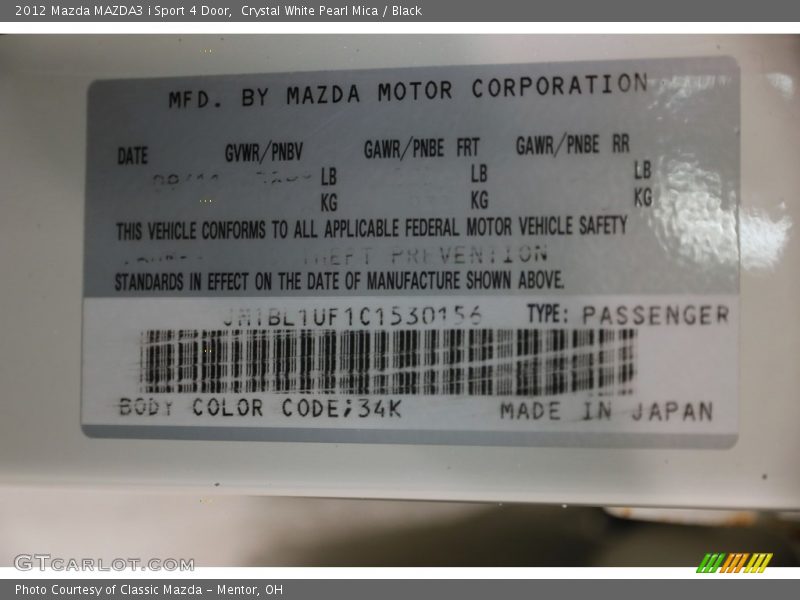 2012 Mazda MAZDA3 i Sport 4 Door,  Crystal White Pearl Mica / Black
MFD. BY MAZDA MOTOR CORPORATION
DATE GVWR/PNBV GAWR/PNBE FRT GAWR/PNBE RR
LB LB LB
KG KG KG
THIS VEHICLE CONFORMS TO ALL APPLICABLE FEDERAL MOTOR VEHICLE SAFETY
THEFT PREVENTION
STANDARDS IN EFFECT ON THE DATE OF MANUFACTURE SHOWN ABOVE.
JM1BL1UF1C1530156 TYPE: PASSENGER
BODY COLOR CODE;34K MADE IN JAPAN
GTcarlot.com
Photo Courtesy of Classic Mazda - Mentor, OH